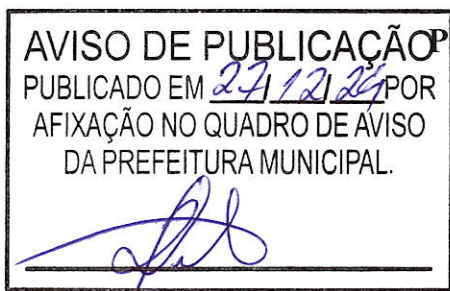 AVISO DE PUBLICAÇÃO P
PUBLICADO EM 27/12/24 POR
AFIXAÇÃO NO QUADRO DE AVISO
DA PREFEITURA MUNICIPAL.